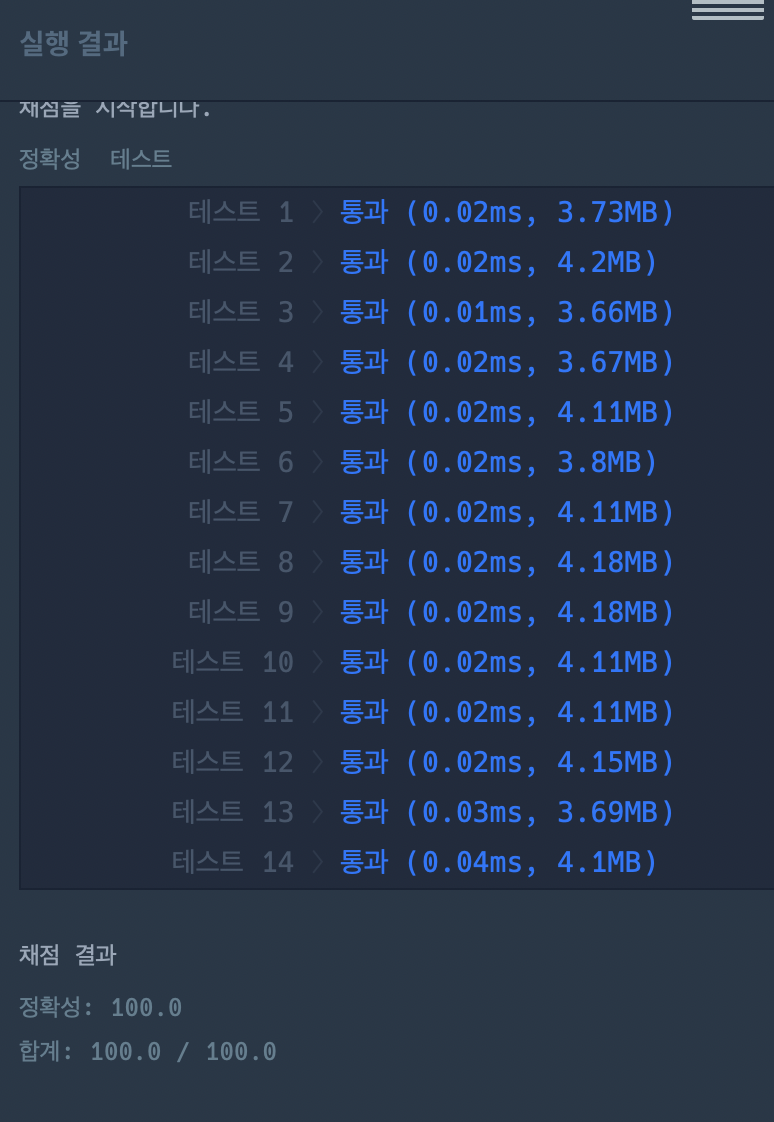 실행 결과
채점을 시작합니다.
정확성 테스트
테스트 1 〉 통과 (0.02ms, 3.73MB)
테스트 2 〉 통과 (0.02ms, 4.2MB)
테스트 3 〉 통과 (0.01ms, 3.66MB)
테스트 4 〉 통과 (0.02ms, 3.67MB)
테스트 5 〉 통과 (0.02ms, 4.11MB)
테스트 6 〉 통과 (0.02ms, 3.8MB)
테스트 7 〉 통과 (0.02ms, 4.11MB)
테스트 8 〉 통과 (0.02ms, 4.18MB)
테스트 9 〉 통과 (0.02ms, 4.18MB)
테스트 10 〉 통과 (0.02ms, 4.11MB)
테스트 11 〉 통과 (0.02ms, 4.11MB)
테스트 12 〉 통과 (0.02ms, 4.15MB)
테스트 13 〉 통과 (0.03ms, 3.69MB)
테스트 14 〉 통과 (0.04ms, 4.1MB)
채점 결과
정확성: 100.0
합계: 100.0 / 100.0